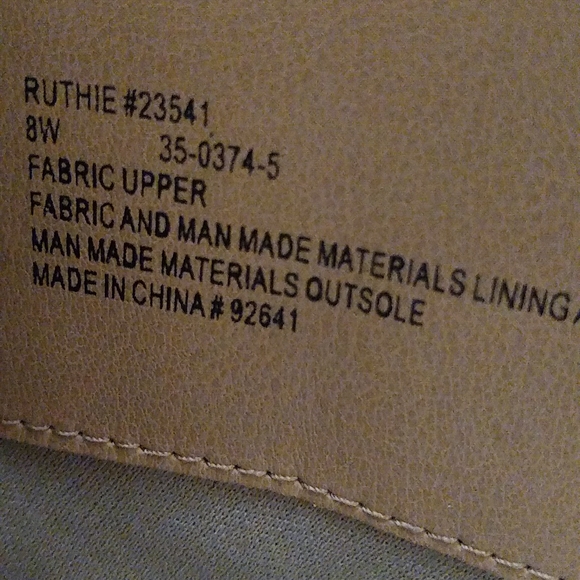 RUTHIE #23541
8W 35-0374-5
FABRIC UPPER
FABRIC AND MAN MADE MATERIALS LINING
MAN MADE MATERIALS OUTSOLE
MADE IN CHINA # 92641